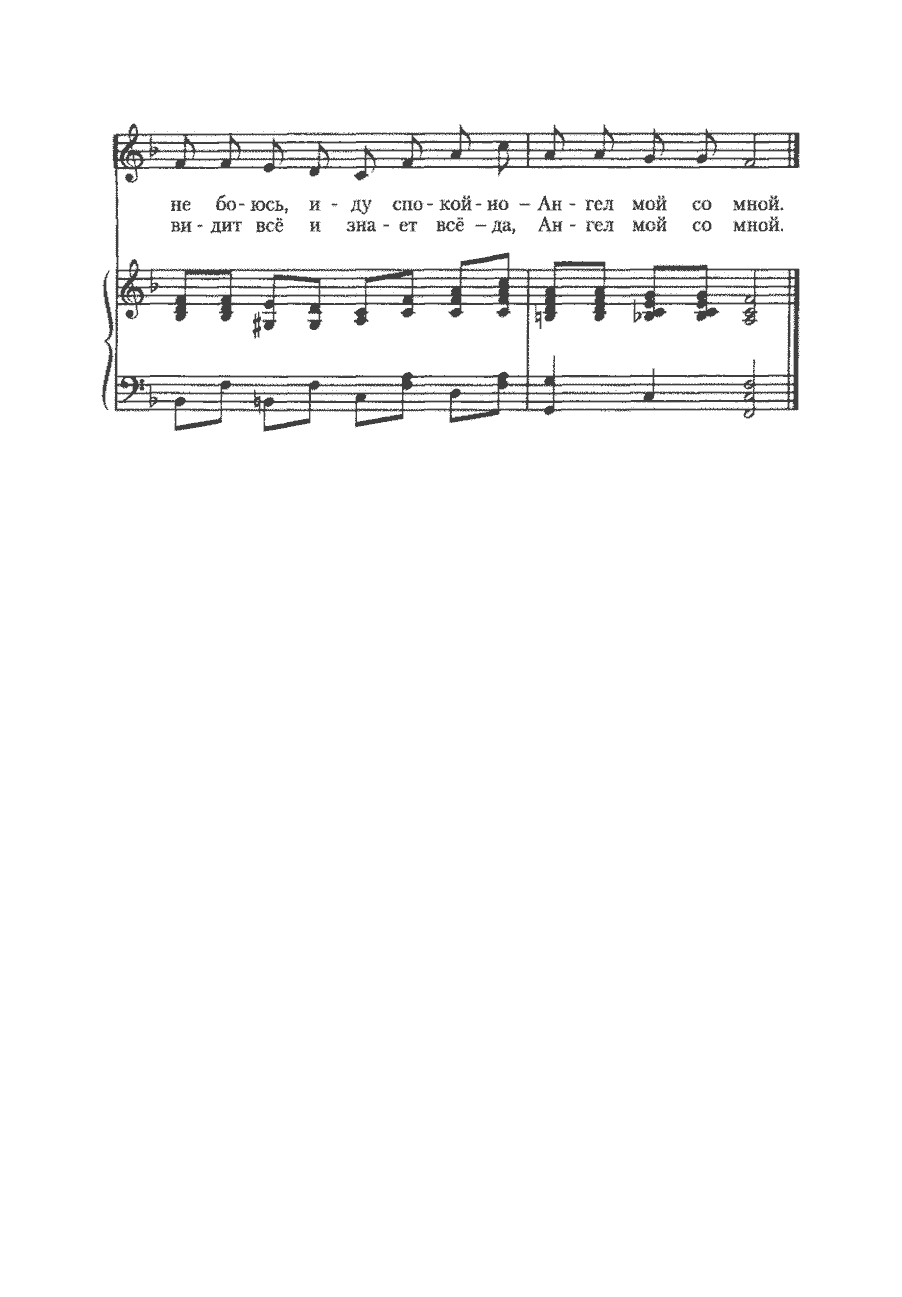 не бо-юсь, и - ду спо-кой-но – Ан - гел мой со мной.
ви - дит всё и зна - ет всё – да, Ан - гел мой со мной.